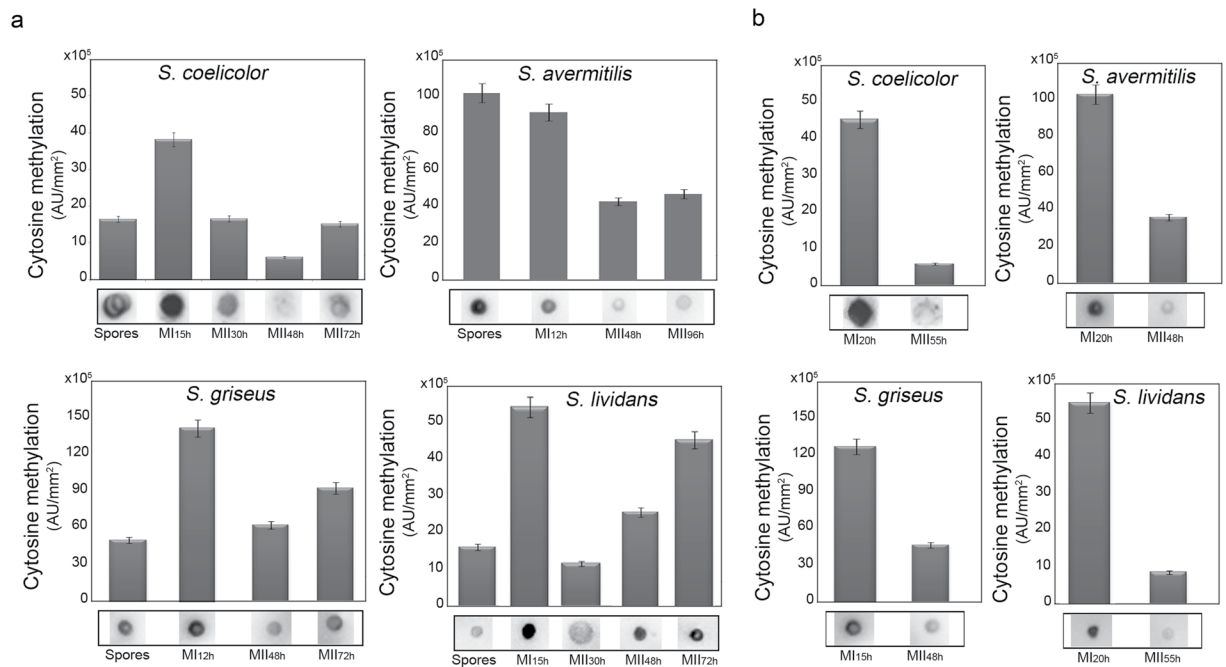 a
x10⁵
S. coelicolor
Cytosine methylation
(AU/mm²)
50
40
30
20
10
0
Spores MI15h MII30h MII48h MII72h
x10⁵
S. avermitilis
Cytosine methylation
(AU/mm²)
100
80
60
40
20
0
Spores MI12h MII48h MII96h
b
x10⁵
S. coelicolor
Cytosine methylation
(AU/mm²)
50
40
30
20
10
0
MI20h MII55h
x10⁵
S. avermitilis
Cytosine methylation
(AU/mm²)
100
80
60
40
20
0
MI20h MII48h
x10⁵
S. griseus
Cytosine methylation
(AU/mm²)
150
120
90
60
30
0
Spores MI12h MII48h MII72h
x10⁵
S. lividans
Cytosine methylation
(AU/mm²)
50
40
30
20
10
0
Spores MI15h MII30h MII48h MII72h
x10⁵
S. griseus
Cytosine methylation
(AU/mm²)
150
120
90
60
30
0
MI15h MII48h
x10⁵
S. lividans
Cytosine methylation
(AU/mm²)
50
40
30
20
10
0
MI20h MII55h